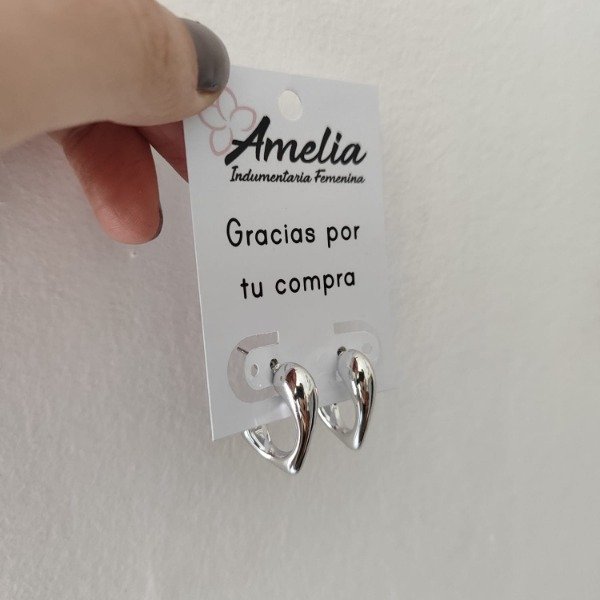 Amelia
Indumentaria Femenina
Gracias por
tu compra